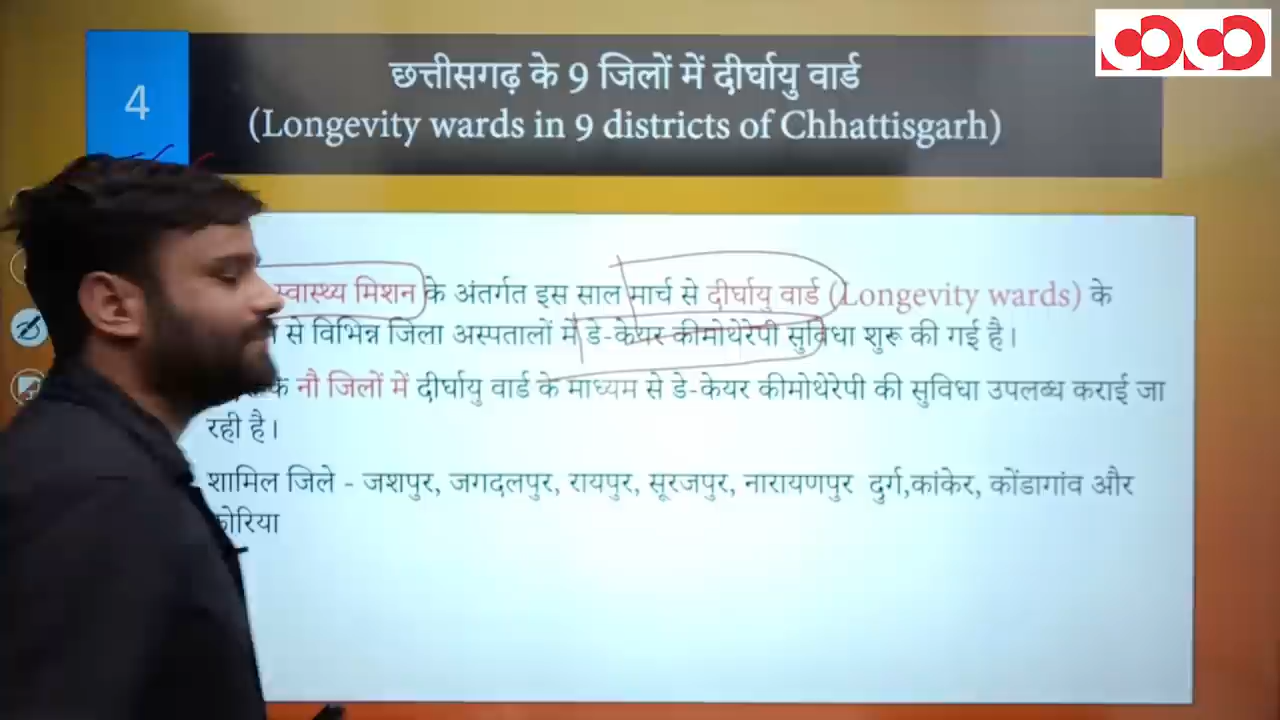 4
छत्तीसगढ़ के 9 जिलों में दीर्घायु वार्ड
(Longevity wards in 9 districts of Chhattisgarh)
स्वास्थ्य मिशन के अंतर्गत इस साल मार्च से दीर्घायु वार्ड (Longevity wards) के
से विभिन्न जिला अस्पतालों में डे-केयर कीमोथेरेपी सुविधा शुरू की गई है।
नौ जिलों में दीर्घायु वार्ड के माध्यम से डे-केयर कीमोथेरेपी की सुविधा उपलब्ध कराई जा
रही है।
शामिल जिले - जशपुर, जगदलपुर, रायपुर, सूरजपुर, नारायणपुर दुर्ग,कांकेर, कोंडागांव और
कोरिया